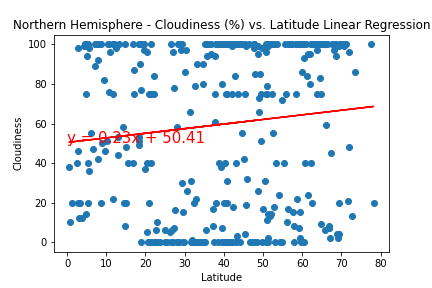 Northern Hemisphere - Cloudiness (%) vs. Latitude Linear Regression
100
80
60
40
20
0
Cloudiness
y = 0.23x + 50.41
0 10 20 30 40 50 60 70 80
Latitude